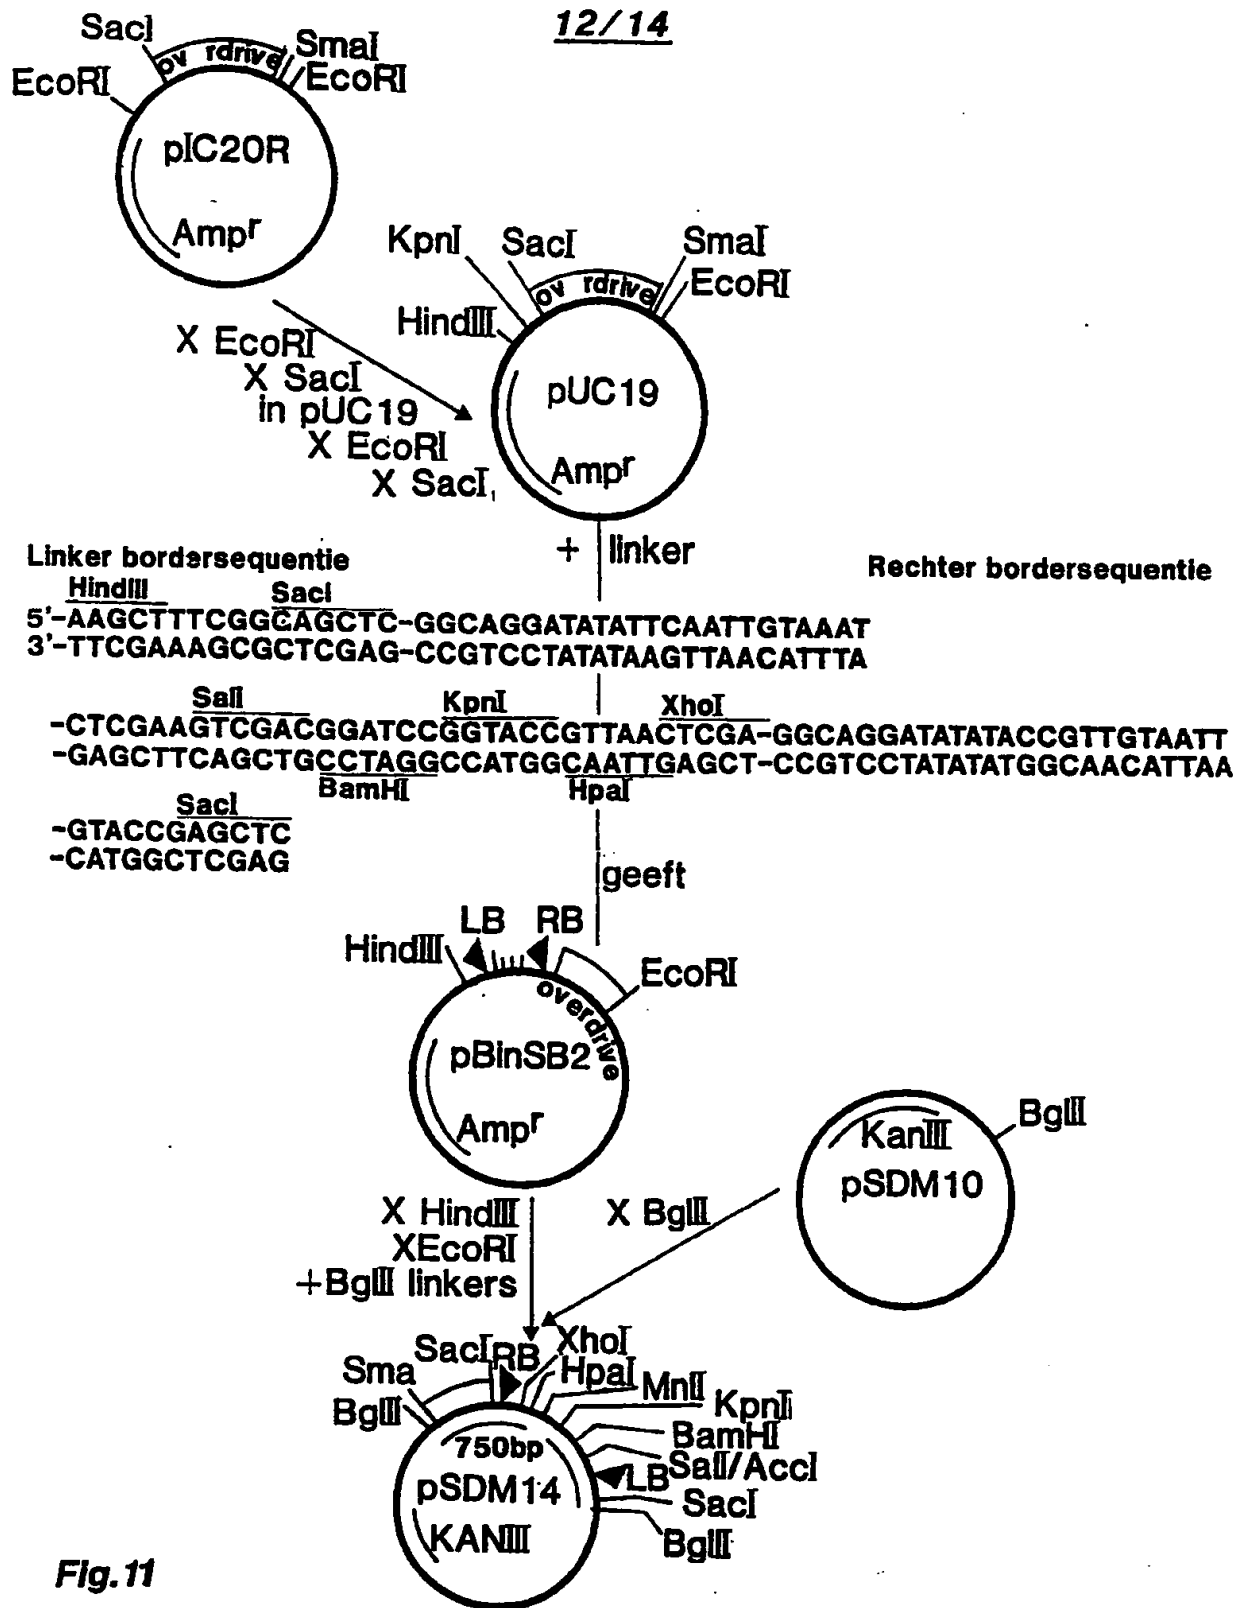 12/14
SacI
ov rdrive
SmaI
EcoRI
EcoRI
pIC20R
Ampr
KpnI
SacI
SmaI
ov rdrive
EcoRI
HindIII
X EcoRI
X SacI
in pUC19
X EcoRI
X SacI
pUC19
Ampr
+ linker
Linker bordersequentie
Rechter bordersequentie
HindIII SacI
5'-AAGCTTTCGGCAGCTC-GGCAGGATATATTCAATTGTAAAT
3'-TTCGAAAGCGCTCGAG-CCGTCCTATATAAGTTAACATTTA
SalI KpnI XhoI
-CTCGAAGTCGACGGATCCGGTACCGTTAACTCGA-GGCAGGATATATACCGTTGTAATT
-GAGCTTCAGCTGCCTAGGCCATGGCAATTGAGCT-CCGTCCTATATATGGCAACATTAA
BamHI HpaI
SacI
-GTACCGAGCTC
-CATGGCTCGAG
geeft
LB RB
HindIII
EcoRI
overdrive
pBinSB2
Ampr
KanIII
BglII
pSDM10
X HindIII
XEcoRI
+BglII linkers
X BglII
SacI
RB
XhoI
HpaI
MnlI
KpnI
BamHI
SalI/AccI
LB
SacI
BglII
Sma
BglII
750bp
pSDM14
KANIII
Fig.11